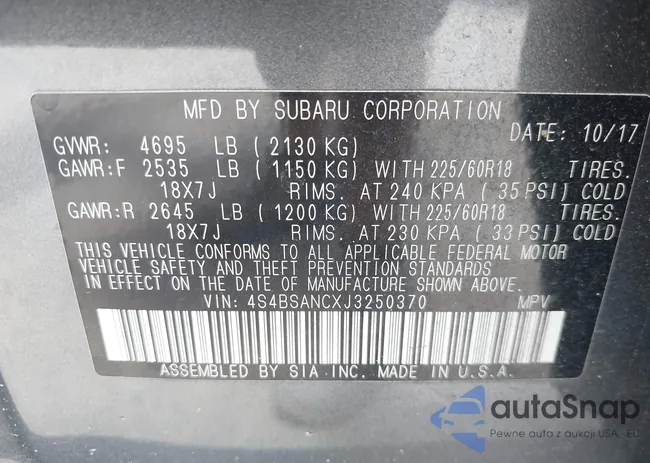 MFD BY SUBARU CORPORATION
DATE: 10/17
GVWR: 4695 LB ( 2130 KG)
GAWR:F 2535 LB ( 1150 KG) WITH 225/60R18 TIRES.
18X7J RIMS. AT 240 KPA ( 35 PSI) COLD
GAWR:R 2645 LB ( 1200 KG) WITH 225/60R18 TIRES.
18X7J RIMS. AT 230 KPA ( 33 PSI) COLD
THIS VEHICLE CONFORMS TO ALL APPLICABLE FEDERAL MOTOR
VEHICLE SAFETY AND THEFT PREVENTION STANDARDS
IN EFFECT ON THE DATE OF MANUFACTURE SHOWN ABOVE.
VIN: 4S4BSANCXJ3250370 MPV
ASSEMBLED BY SIA INC. MADE IN U.S.A.
autoSnap
Pewne auto z aukcji USA, EU